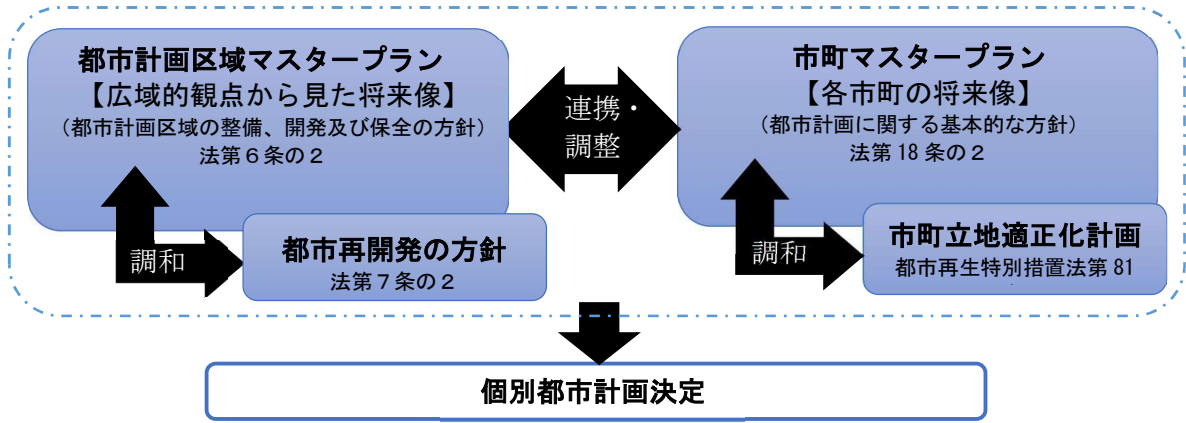 都市計画区域マスタープラン
【広域的観点から見た将来像】
（都市計画区域の整備、開発及び保全の方針）
法第６条の２
連携・
調整
市町マスタープラン
【各市町の将来像】
（都市計画に関する基本的な方針）
法第 18 条の２
調和
都市再開発の方針
法第７条の２
調和
市町立地適正化計画
都市再生特別措置法第 81
個別都市計画決定